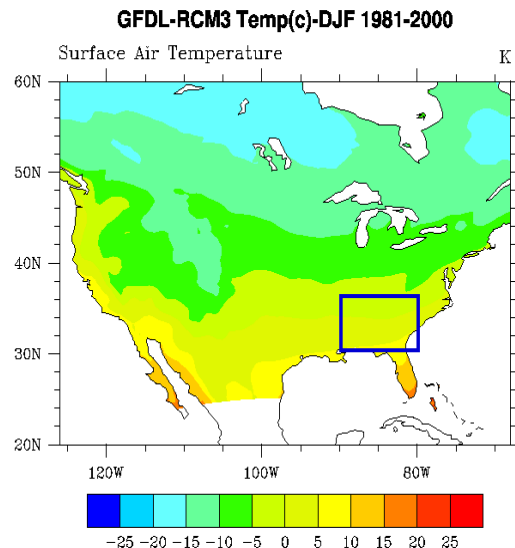 GFDL-RCM3 Temp(c)-DJF 1981-2000
Surface Air Temperature K
60N
50N
40N
30N
20N
120W 100W 80W
-25 -20 -15 -10 -5 0 5 10 15 20 25